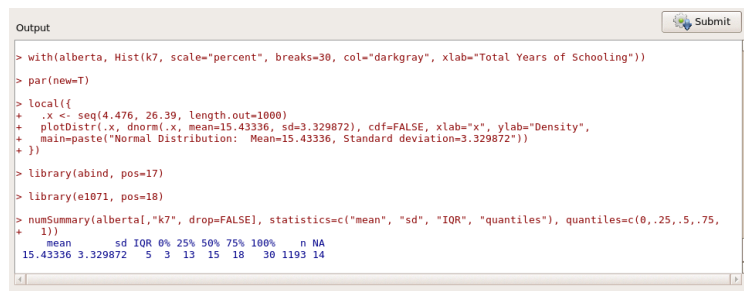 Output
Submit
> with(alberta, Hist(k7, scale="percent", breaks=30, col="darkgray", xlab="Total Years of Schooling"))
> par(new=T)
> local({
+   .x <- seq(4.476, 26.39, length.out=1000)
+   plotDistr(.x, dnorm(.x, mean=15.43336, sd=3.329872), cdf=FALSE, xlab="x", ylab="Density",
+   main=paste("Normal Distribution:  Mean=15.43336, Standard deviation=3.329872"))
+ })
> library(abind, pos=17)
> library(e1071, pos=18)
> numSummary(alberta[,"k7", drop=FALSE], statistics=c("mean", "sd", "IQR", "quantiles"), quantiles=c(0,.25,.5,.75,
+   1))
     mean       sd IQR 0% 25% 50% 75% 100%    n NA
 15.43336 3.329872   5  3  13  15  18   30 1193 14